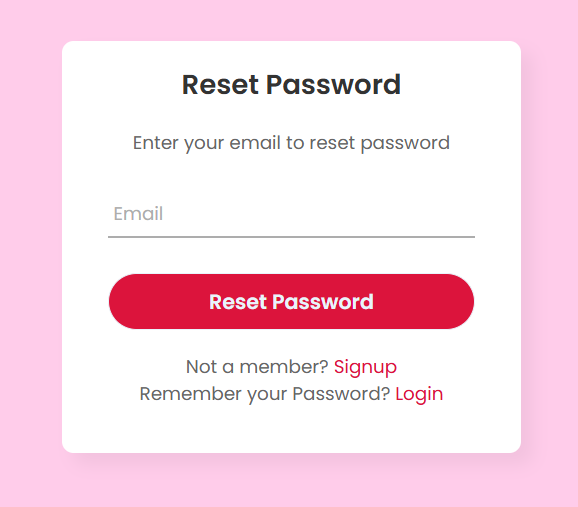 Reset Password
Enter your email to reset password
Email
Reset Password
Not a member? Signup
Remember your Password? Login